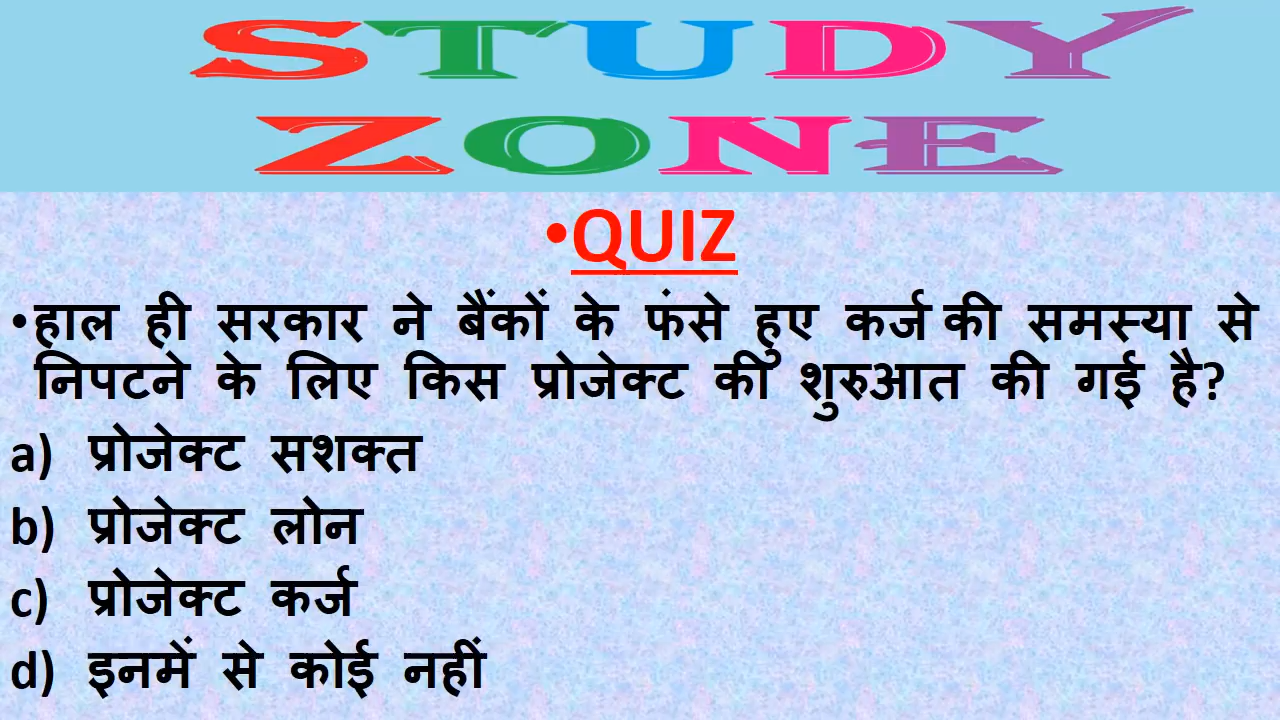 STUDY
ZONE
•QUIZ
•हाल ही सरकार ने बैंकों के फंसे हुए कर्ज की समस्या से
निपटने के लिए किस प्रोजेक्ट की शुरुआत की गई है?
a) प्रोजेक्ट सशक्त
b) प्रोजेक्ट लोन
c) प्रोजेक्ट कर्ज
d) इनमें से कोई नहीं